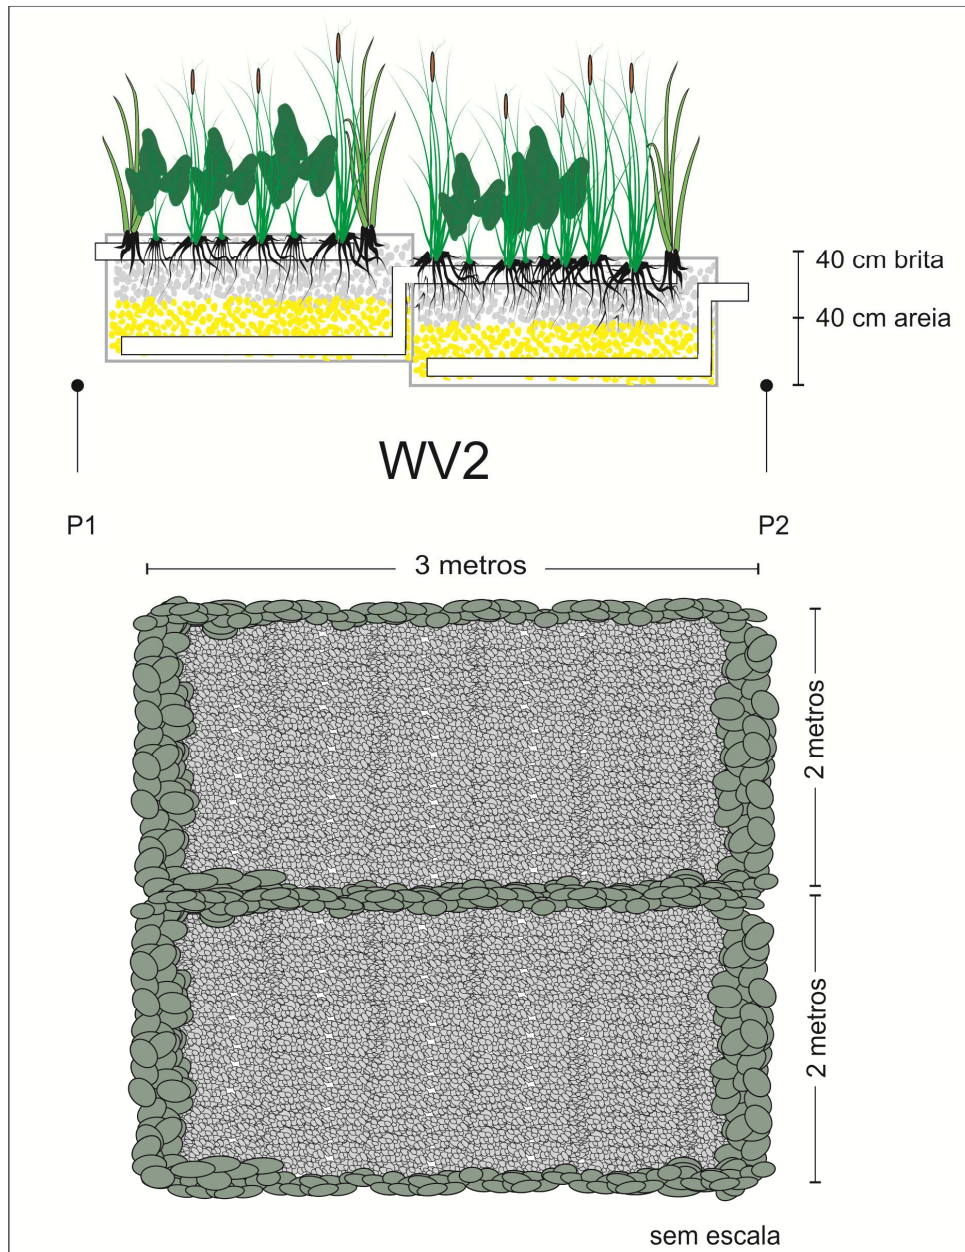 40 cm brita
40 cm areia
WV2
P1
P2
3 metros
2 metros
2 metros
sem escala